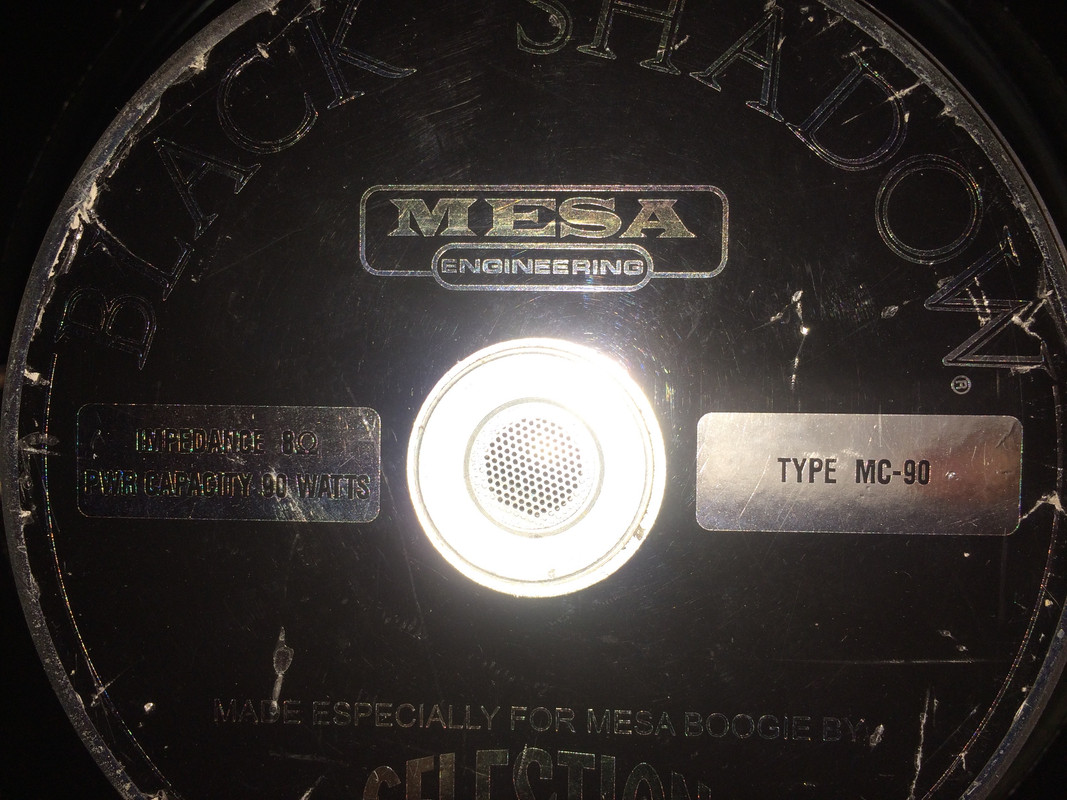 BLACK SHADOW®
MESA
ENGINEERING
IMPEDANCE 8Ω
PWR CAPACITY 90 WATTS
TYPE MC-90
MADE ESPECIALLY FOR MESA BOOGIE BY
CELESTION